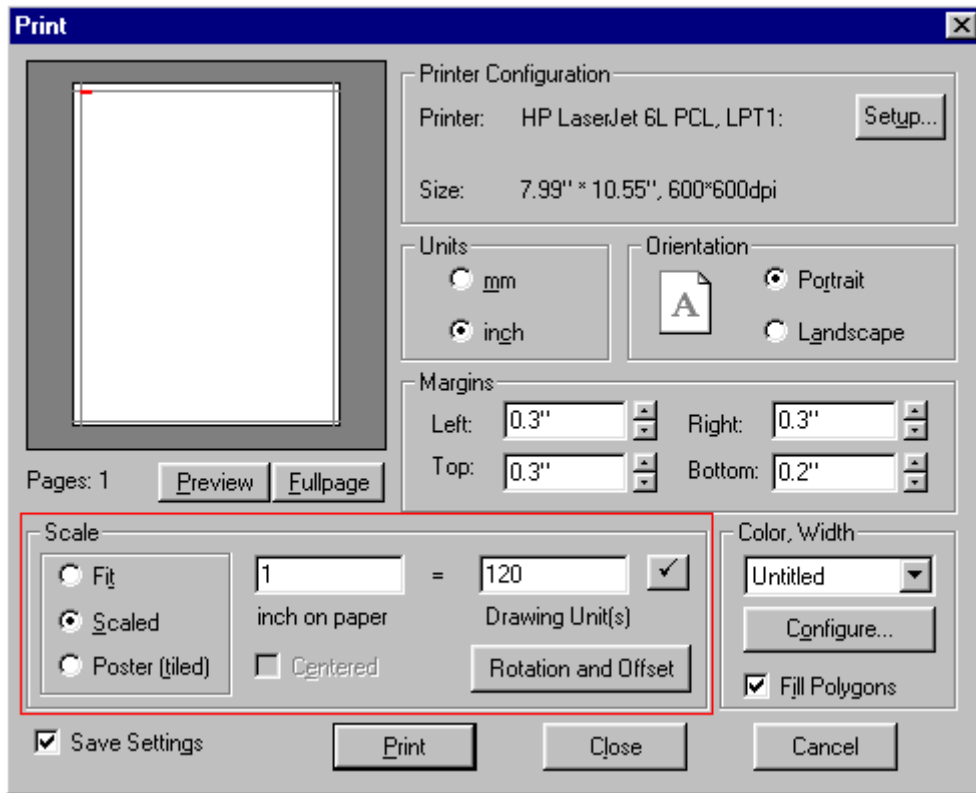 Print
Printer Configuration
Printer: HP LaserJet 6L PCL, LPT1: Setup...
Size: 7.99" * 10.55", 600*600dpi
Units
mm
inch
Orientation
A
Portrait
Landscape
Margins
Left: 0.3" Right: 0.3"
Top: 0.3" Bottom: 0.2"
Pages: 1 Preview Fullpage
Scale
Fit
Scaled
Poster (tiled)
1 = 120
inch on paper Drawing Unit(s)
Centered Rotation and Offset
Color, Width
Untitled
Configure...
Fill Polygons
Save Settings Print Close Cancel